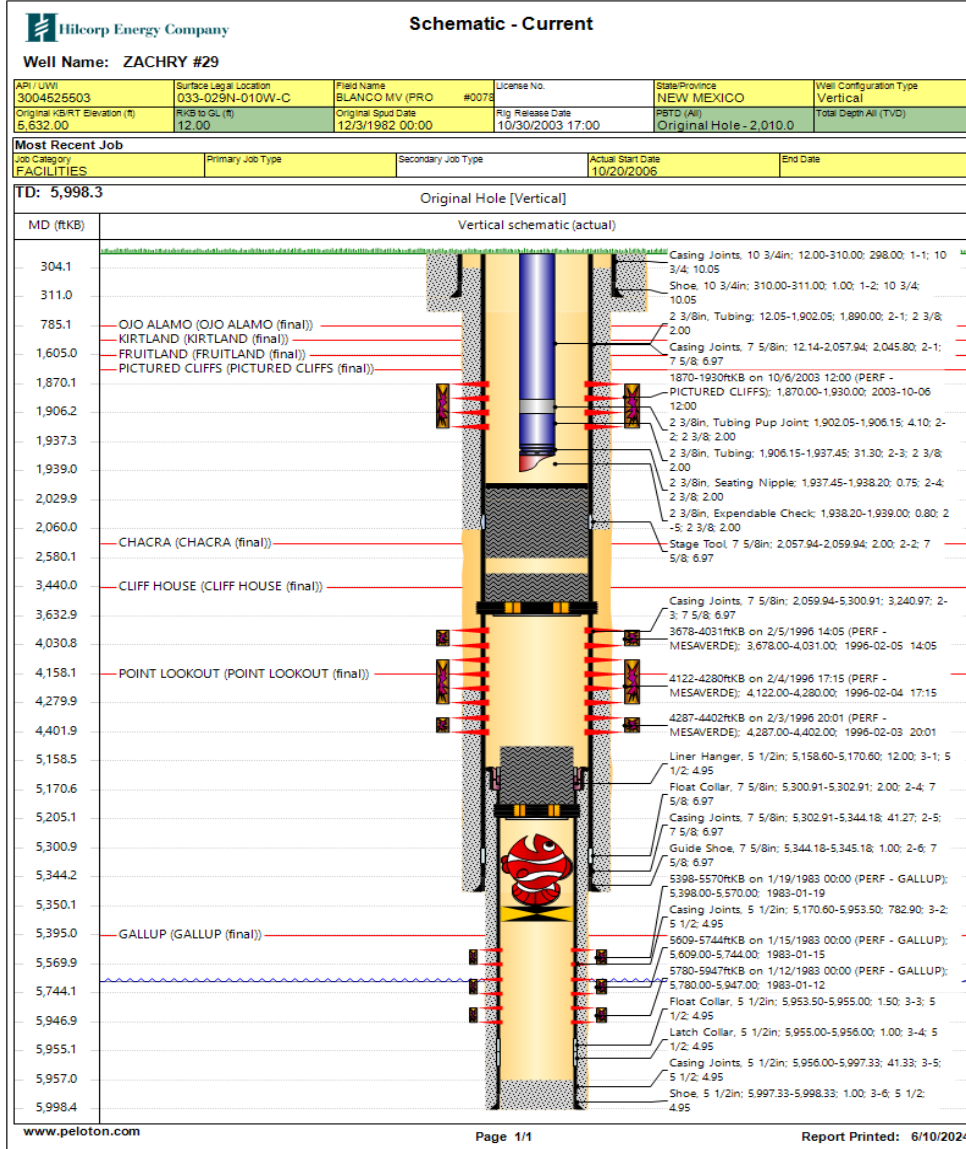 Hilcorp Energy Company
Schematic - Current
Well Name: ZACHRY #29
API / UWI
3004525503
Surface Legal Location
033-029N-010W-C
Field Name
BLANCO MV (PRO #0078
License No.
State/Province
NEW MEXICO
Well Configuration Type
Vertical
Original KB/RT Elevation (ft)
5,632.00
RKB to GL (ft)
12.00
Original Spud Date
12/3/1982 00:00
Rig Release Date
10/30/2003 17:00
PBTD (All)
Original Hole - 2,010.0
Total Depth All (TVD)
Most Recent Job
Job Category
FACILITIES
Primary Job Type
Secondary Job Type
Actual Start Date
10/20/2006
End Date
TD: 5,998.3
Original Hole [Vertical]
MD (ftKB)
Vertical schematic (actual)
304.1
311.0
785.1
1,605.0
1,870.1
1,906.2
1,937.3
1,939.0
2,029.9
2,060.0
2,580.1
3,440.0
3,632.9
4,030.8
4,158.1
4,279.9
4,401.9
5,158.5
5,170.6
5,205.1
5,300.9
5,344.2
5,350.1
5,395.0
5,569.9
5,744.1
5,946.9
5,955.1
5,957.0
5,998.4
OJO ALAMO (OJO ALAMO (final))
KIRTLAND (KIRTLAND (final))
FRUITLAND (FRUITLAND (final))
PICTURED CLIFFS (PICTURED CLIFFS (final))
CHACRA (CHACRA (final))
CLIFF HOUSE (CLIFF HOUSE (final))
POINT LOOKOUT (POINT LOOKOUT (final))
GALLUP (GALLUP (final))
Casing Joints, 10 3/4in; 12.00-310.00; 298.00; 1-1; 10
3/4; 10.05
Shoe, 10 3/4in; 310.00-311.00; 1.00; 1-2; 10 3/4;
10.05
2 3/8in, Tubing; 12.05-1,902.05; 1,890.00; 2-1; 2 3/8;
2.00
Casing Joints, 7 5/8in; 12.14-2,057.94; 2,045.80; 2-1;
7 5/8; 6.97
1870-1930ftKB on 10/6/2003 12:00 (PERF -
PICTURED CLIFFS); 1,870.00-1,930.00; 2003-10-06
12:00
2 3/8in, Tubing Pup Joint; 1,902.05-1,906.15; 4.10; 2-
2; 2 3/8; 2.00
2 3/8in, Tubing; 1,906.15-1,937.45; 31.30; 2-3; 2 3/8;
2.00
2 3/8in, Seating Nipple; 1,937.45-1,938.20; 0.75; 2-4;
2 3/8; 2.00
2 3/8in, Expendable Check; 1,938.20-1,939.00; 0.80; 2
-5; 2 3/8; 2.00
Stage Tool, 7 5/8in; 2,057.94-2,059.94; 2.00; 2-2; 7
5/8; 6.97
Casing Joints, 7 5/8in; 2,059.94-5,300.91; 3,240.97; 2-
3; 7 5/8; 6.97
3678-4031ftKB on 2/5/1996 14:05 (PERF -
MESAVERDE); 3,678.00-4,031.00; 1996-02-05 14:05
4122-4280ftKB on 2/4/1996 17:15 (PERF -
MESAVERDE); 4,122.00-4,280.00; 1996-02-04 17:15
4287-4402ftKB on 2/3/1996 20:01 (PERF -
MESAVERDE); 4,287.00-4,402.00; 1996-02-03 20:01
Liner Hanger, 5 1/2in; 5,158.60-5,170.60; 12.00; 3-1; 5
1/2; 4.95
Float Collar, 7 5/8in; 5,300.91-5,302.91; 2.00; 2-4; 7
5/8; 6.97
Casing Joints, 7 5/8in; 5,302.91-5,344.18; 41.27; 2-5;
7 5/8; 6.97
Guide Shoe, 7 5/8in; 5,344.18-5,345.18; 1.00; 2-6; 7
5/8; 6.97
5398-5570ftKB on 1/19/1983 00:00 (PERF - GALLUP);
5,398.00-5,570.00; 1983-01-19
Casing Joints, 5 1/2in; 5,170.60-5,953.50; 782.90; 3-2;
5 1/2; 4.95
5609-5744ftKB on 1/15/1983 00:00 (PERF - GALLUP);
5,609.00-5,744.00; 1983-01-15
5780-5947ftKB on 1/12/1983 00:00 (PERF - GALLUP);
5,780.00-5,947.00; 1983-01-12
Float Collar, 5 1/2in; 5,953.50-5,955.00; 1.50; 3-3; 5
1/2; 4.95
Latch Collar, 5 1/2in; 5,955.00-5,956.00; 1.00; 3-4; 5
1/2; 4.95
Casing Joints, 5 1/2in; 5,956.00-5,997.33; 41.33; 3-5;
5 1/2; 4.95
Shoe, 5 1/2in; 5,997.33-5,998.33; 1.00; 3-6; 5 1/2;
4.95
www.peloton.com
Page 1/1
Report Printed: 6/10/2024